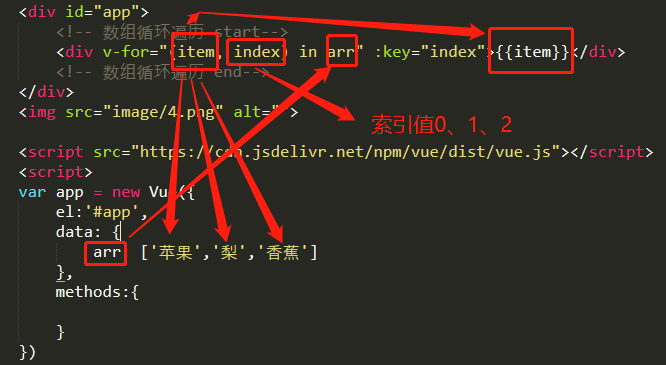 <div id="app">
<!-- 数组循环遍历 start-->
<div v-for="(item, index) in arr" :key="index">{{item}}</div>
<!-- 数组循环遍历 end-->
</div>
<img src="image/4.png" alt="">
索引值0、1、2
<script src="https://cdn.jsdelivr.net/npm/vue/dist/vue.js"></script>
<script>
var app = new Vue({
el:'#app',
data: {
arr ['苹果','梨','香蕉']
},
methods:{
}
})